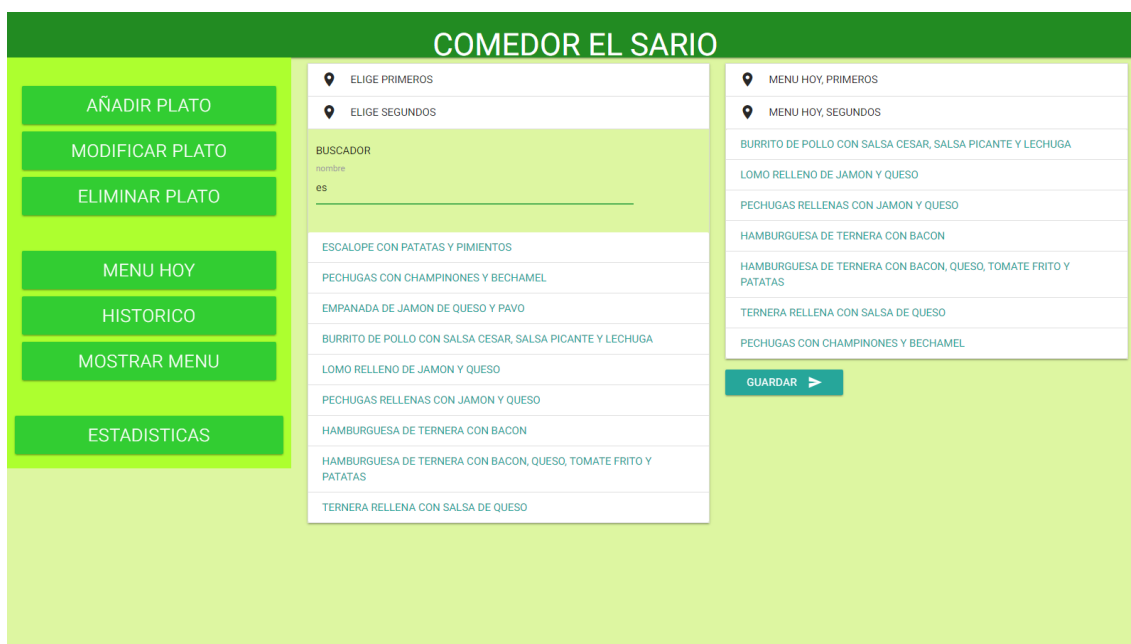 COMEDOR EL SARIO
AÑADIR PLATO
MODIFICAR PLATO
ELIMINAR PLATO
MENU HOY
HISTORICO
MOSTRAR MENU
ESTADISTICAS
ELIGE PRIMEROS
ELIGE SEGUNDOS
BUSCADOR
nombre
es
ESCALOPE CON PATATAS Y PIMIENTOS
PECHUGAS CON CHAMPINONES Y BECHAMEL
EMPANADA DE JAMON DE QUESO Y PAVO
BURRITO DE POLLO CON SALSA CESAR, SALSA PICANTE Y LECHUGA
LOMO RELLENO DE JAMON Y QUESO
PECHUGAS RELLENAS CON JAMON Y QUESO
HAMBURGUESA DE TERNERA CON BACON
HAMBURGUESA DE TERNERA CON BACON, QUESO, TOMATE FRITO Y
PATATAS
TERNERA RELLENA CON SALSA DE QUESO
MENU HOY, PRIMEROS
MENU HOY, SEGUNDOS
BURRITO DE POLLO CON SALSA CESAR, SALSA PICANTE Y LECHUGA
LOMO RELLENO DE JAMON Y QUESO
PECHUGAS RELLENAS CON JAMON Y QUESO
HAMBURGUESA DE TERNERA CON BACON
HAMBURGUESA DE TERNERA CON BACON, QUESO, TOMATE FRITO Y
PATATAS
TERNERA RELLENA CON SALSA DE QUESO
PECHUGAS CON CHAMPINONES Y BECHAMEL
GUARDAR